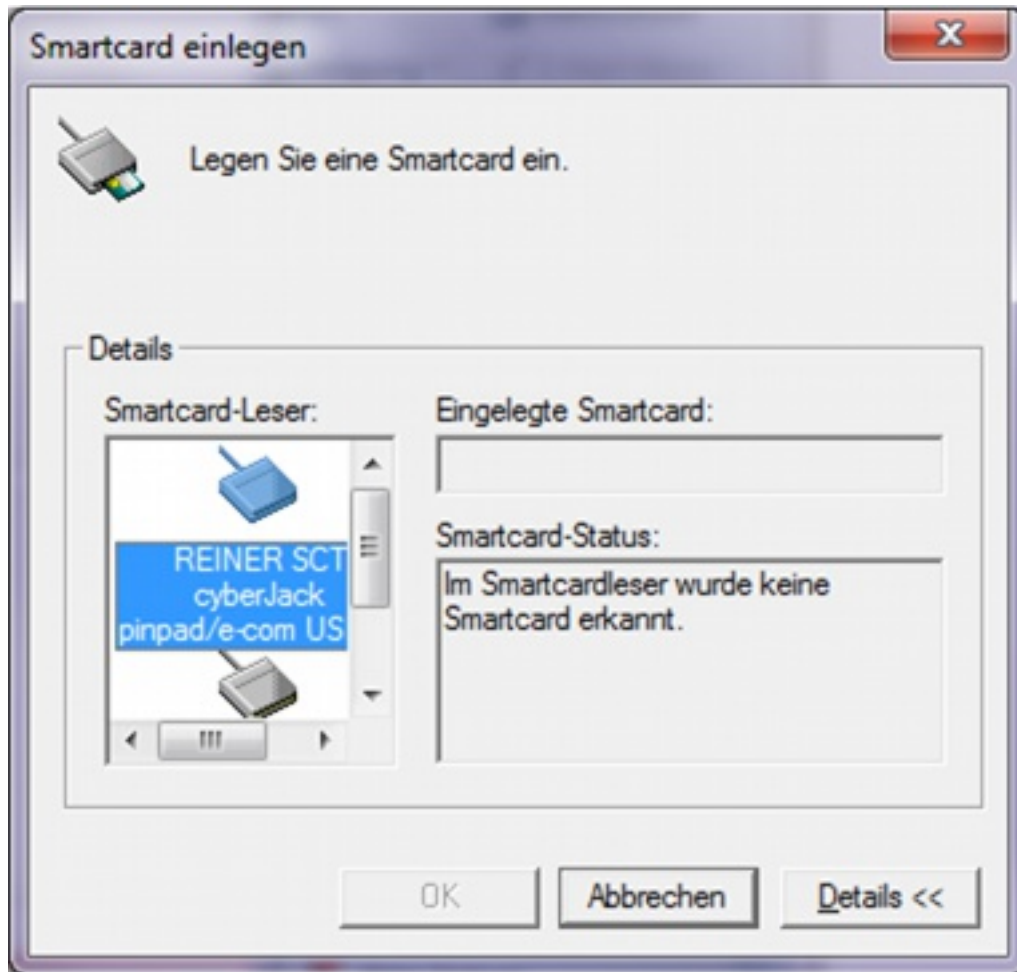 Smartcard einlegen
Legen Sie eine Smartcard ein.
Details
Smartcard-Leser:
Eingelegte Smartcard:
REINER SCT
cyberJack
pinpad/e-com US
Smartcard-Status:
Im Smartcardleser wurde keine
Smartcard erkannt.
OK
Abbrechen
Details <<